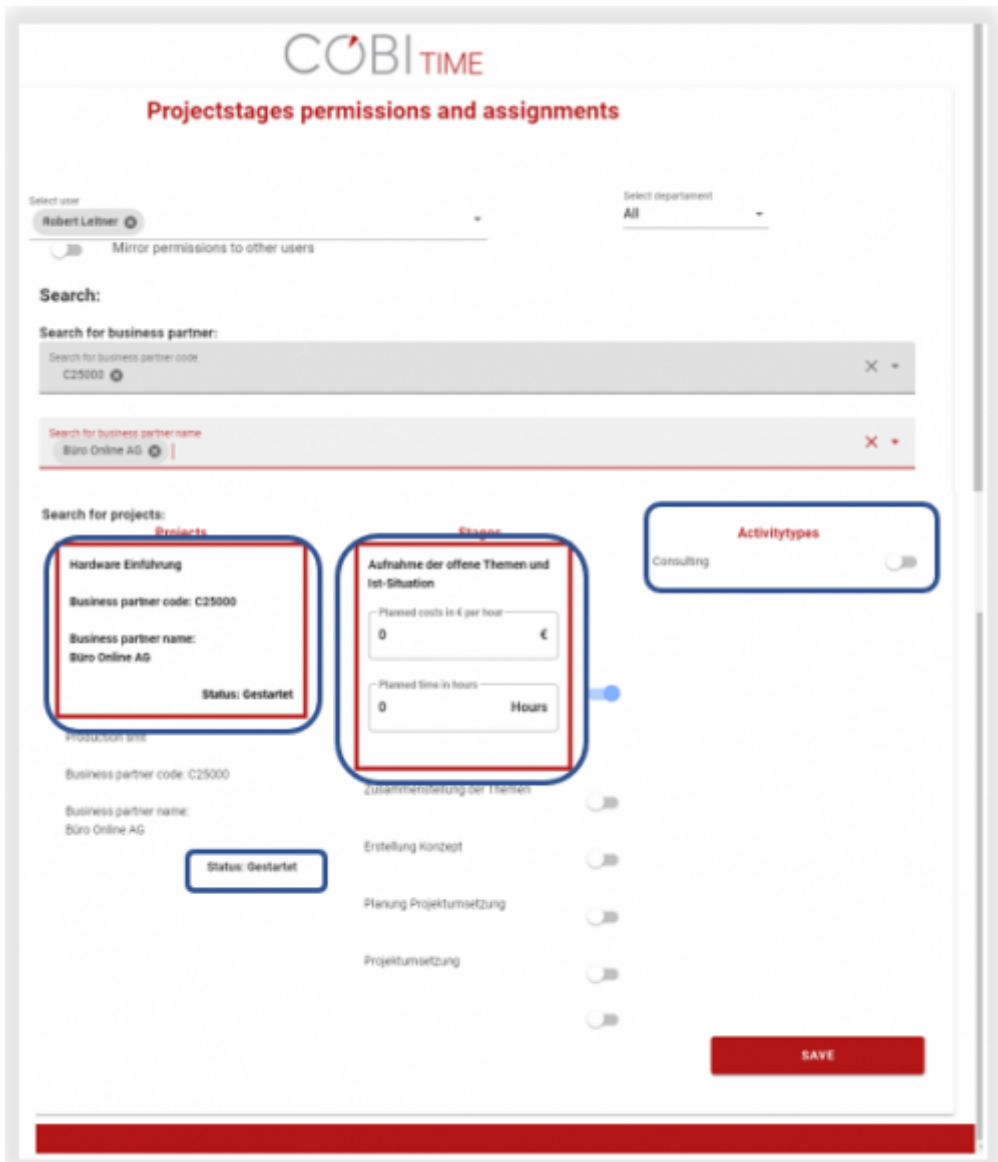 COBI TIME
Projectstages permissions and assignments
Select user
Robert Leitner
Select departament
All
Mirror permissions to other users
Search:
Search for business partner:
Search for business partner code
C25000
Search for business partner name
Büro Online AG
Search for projects:
Projects
Hardware Einführung
Business partner code: C25000
Business partner name:
Büro Online AG
Status: Gestartet
Production smt
Business partner code: C25000
Business partner name:
Büro Online AG
Status: Gestartet
Stages
Aufnahme der offene Themen und
Ist-Situation
Planned costs in € per hour
0 €
Planned time in hours
0 Hours
Zusammenstellung der Themen
Erstellung Konzept
Planung Projektumsetzung
Projektumsetzung
Activitytypes
Consulting
SAVE